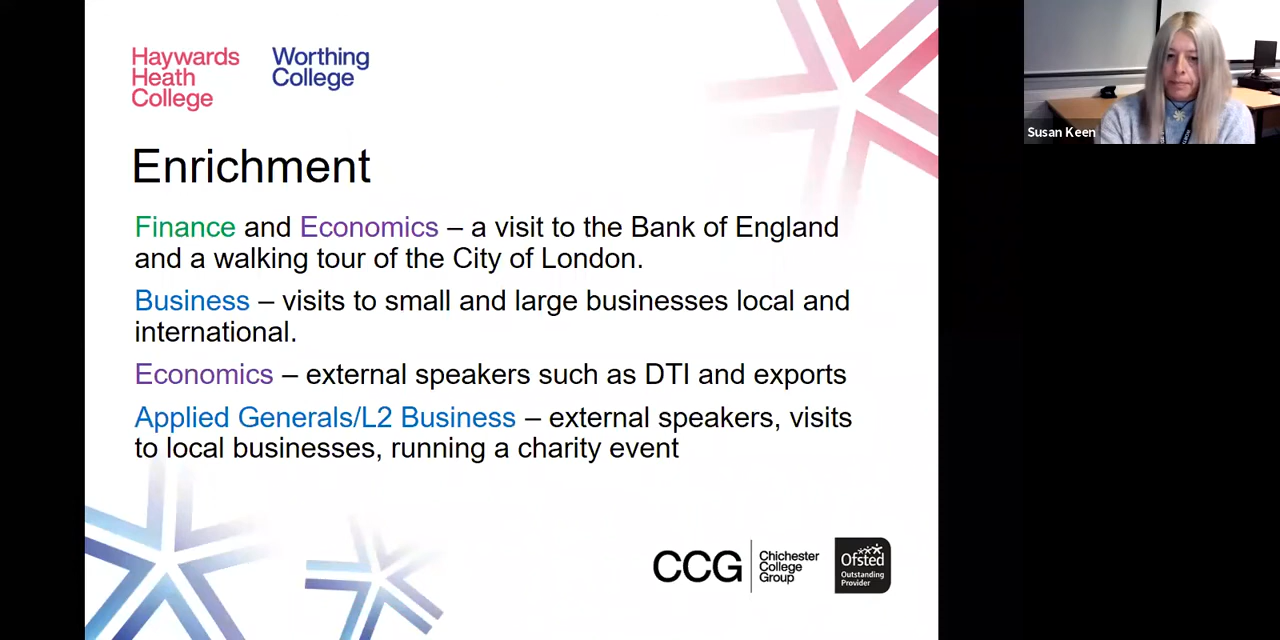 Haywards
Heath
College
Worthing
College
Susan Keen
Enrichment
Finance and Economics – a visit to the Bank of England
and a walking tour of the City of London.
Business – visits to small and large businesses local and
international.
Economics – external speakers such as DTI and exports
Applied Generals/L2 Business – external speakers, visits
to local businesses, running a charity event
CCG
Chichester
College
Group
Ofsted
Outstanding
Provider